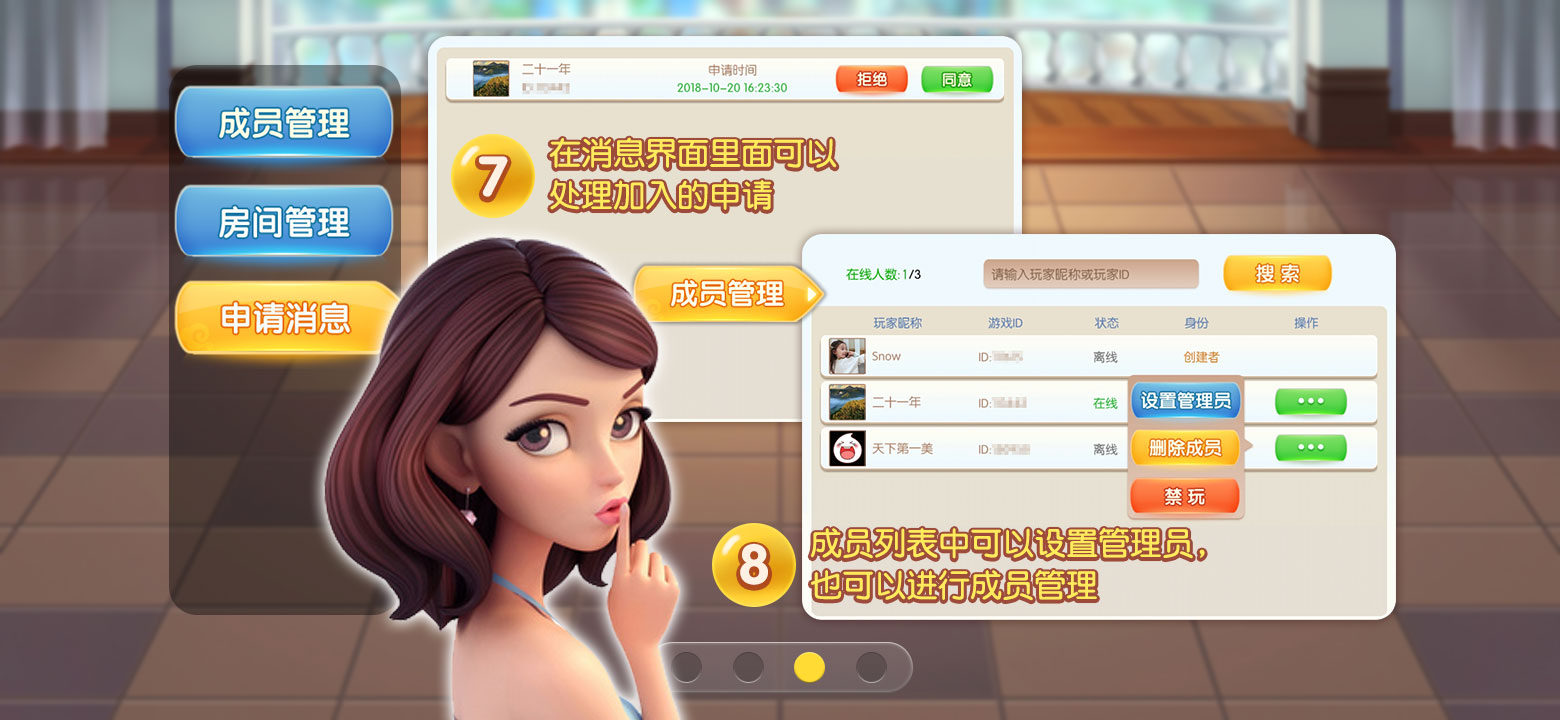 成员管理
房间管理
申请消息
二十一年
申请时间
2018-10-20 16:23:30
拒绝
同意
7
在消息界面里面可以
处理加入的申请
成员管理
在线人数:1/3
请输入玩家昵称或玩家ID
搜索
玩家昵称 游戏ID 状态 身份 操作
Snow ID: 离线 创建者
二十一年 ID: 在线 设置管理员
天下第一美 ID: 离线 删除成员
禁玩
8
成员列表中可以设置管理员，
也可以进行成员管理